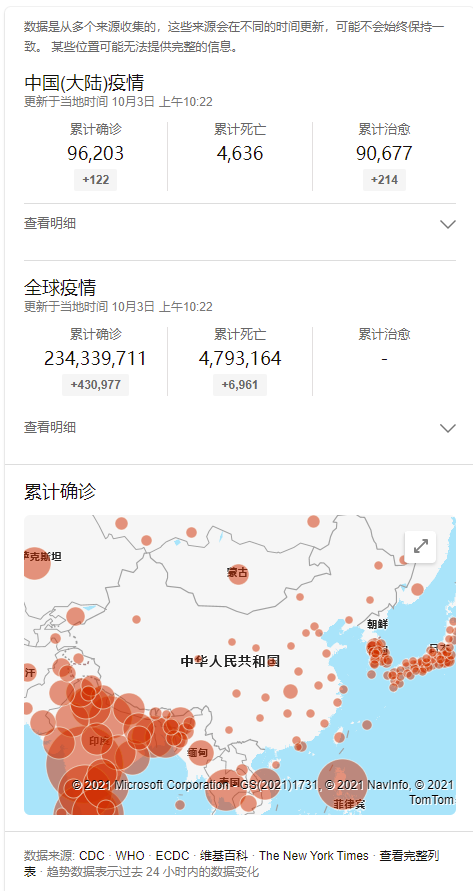 数据是从多个来源收集的，这些来源会在不同的时间更新，可能不会始终保持一
致。 某些位置可能无法提供完整的信息。
中国(大陆)疫情
更新于当地时间 10月3日 上午10:22
累计确诊 累计死亡 累计治愈
96,203 4,636 90,677
+122 +214
查看明细
全球疫情
更新于当地时间 10月3日 上午10:22
累计确诊 累计死亡 累计治愈
234,339,711 4,793,164 -
+430,977 +6,961
查看明细
累计确诊
萨克斯坦
蒙古
朝鲜
中华人民共和国
汗
印度
缅甸
泰国
© 2021 Microsoft Corporation - GS(2021)1731, © 2021 NavInfo, © 2021
TomTom
菲律宾
数据来源: CDC · WHO · ECDC · 维基百科 · The New York Times · 查看完整列
表 · 趋势数据表示过去 24 小时内的数据变化